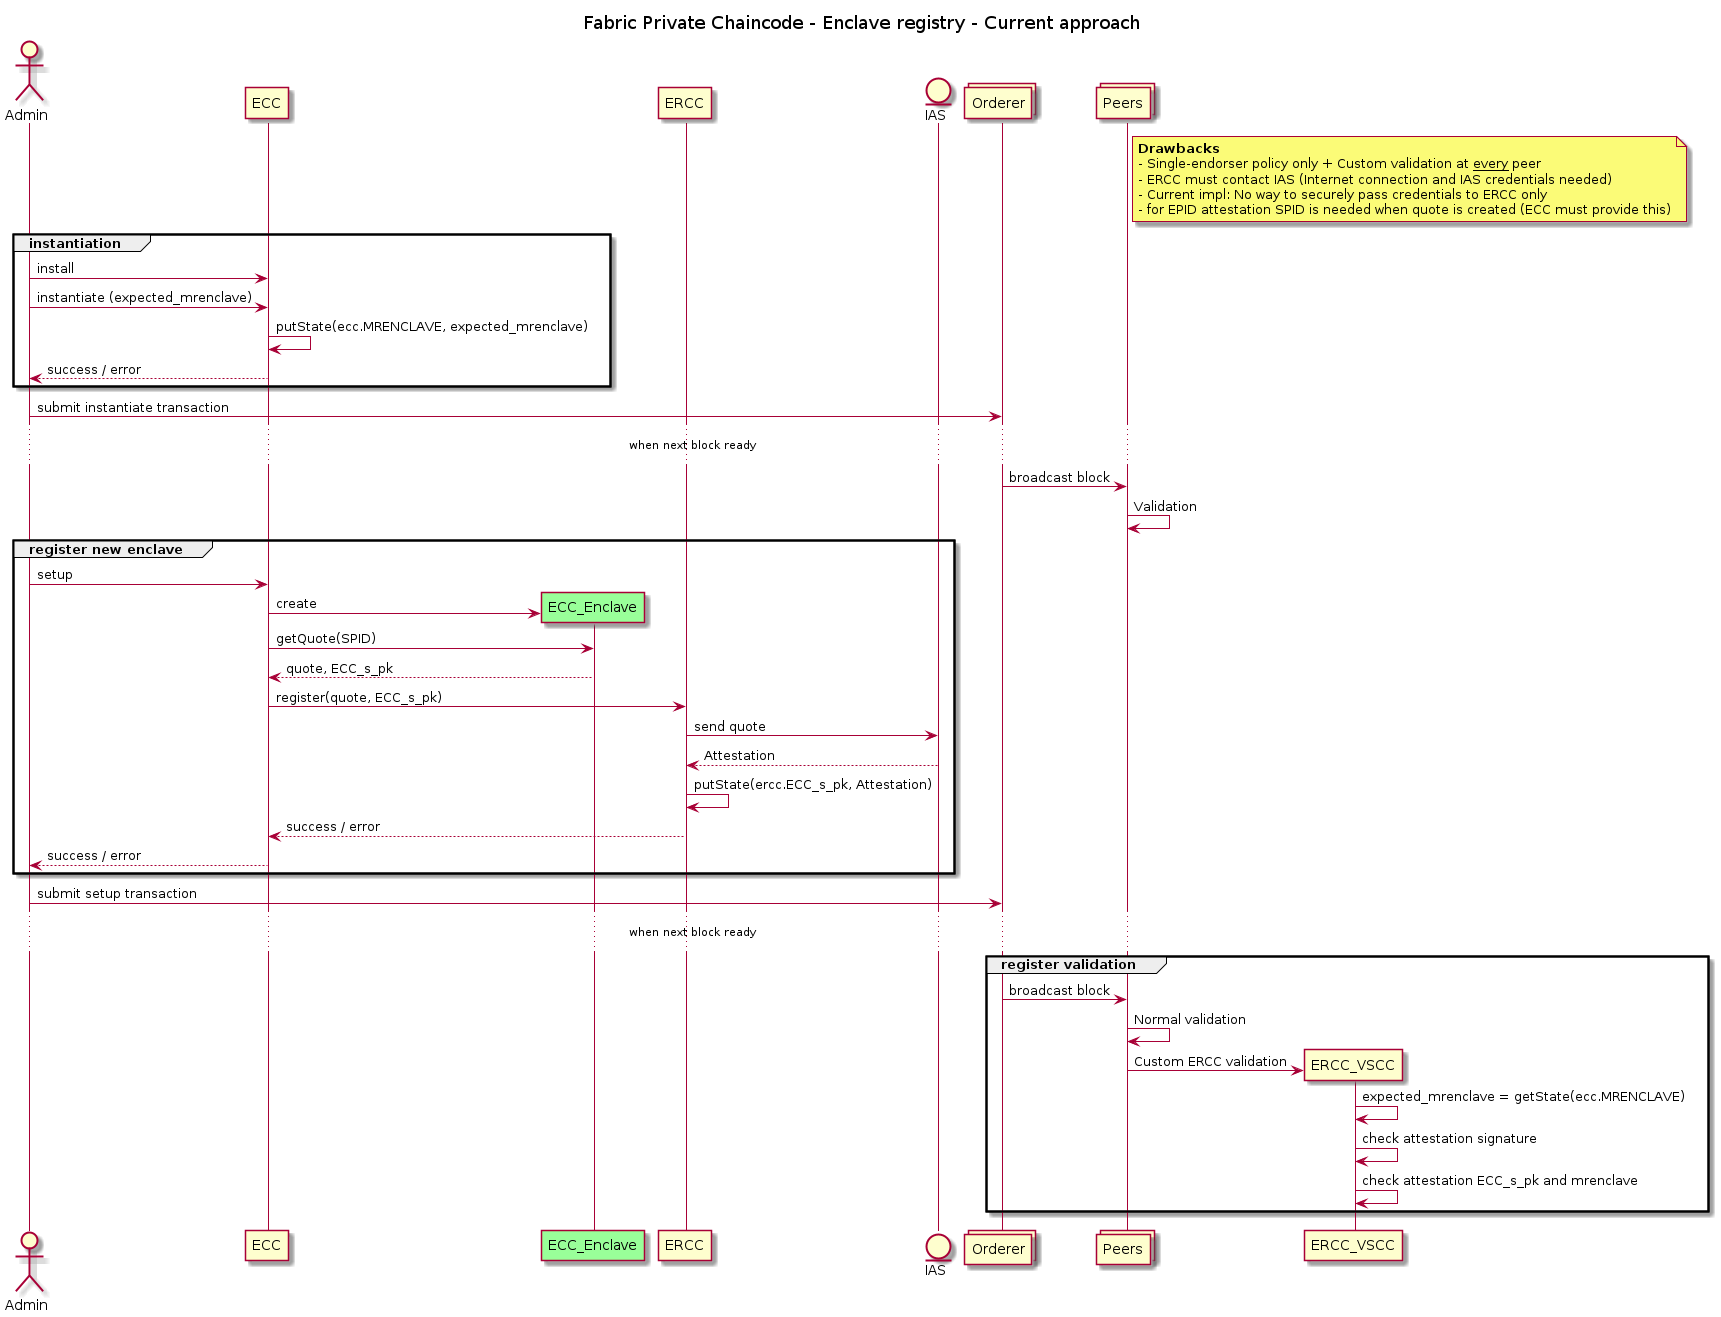 Fabric Private Chaincode - Enclave registry - Current approach
Admin
ECC
ERCC
IAS
Orderer
Peers
Drawbacks
- Single-endorser policy only + Custom validation at every peer
- ERCC must contact IAS (Internet connection and IAS credentials needed)
- Current impl: No way to securely pass credentials to ERCC only
- for EPID attestation SPID is needed when quote is created (ECC must provide this)
instantiation
install
instantiate (expected_mrenclave)
putState(ecc.MRENCLAVE, expected_mrenclave)
success / error
submit instantiate transaction
when next block ready
broadcast block
Validation
register new enclave
setup
create
ECC_Enclave
getQuote(SPID)
quote, ECC_s_pk
register(quote, ECC_s_pk)
send quote
Attestation
putState(ercc.ECC_s_pk, Attestation)
success / error
success / error
submit setup transaction
when next block ready
register validation
broadcast block
Normal validation
Custom ERCC validation
ERCC_VSCC
expected_mrenclave = getState(ecc.MRENCLAVE)
check attestation signature
check attestation ECC_s_pk and mrenclave
Admin
ECC
ECC_Enclave
ERCC
IAS
Orderer
Peers
ERCC_VSCC